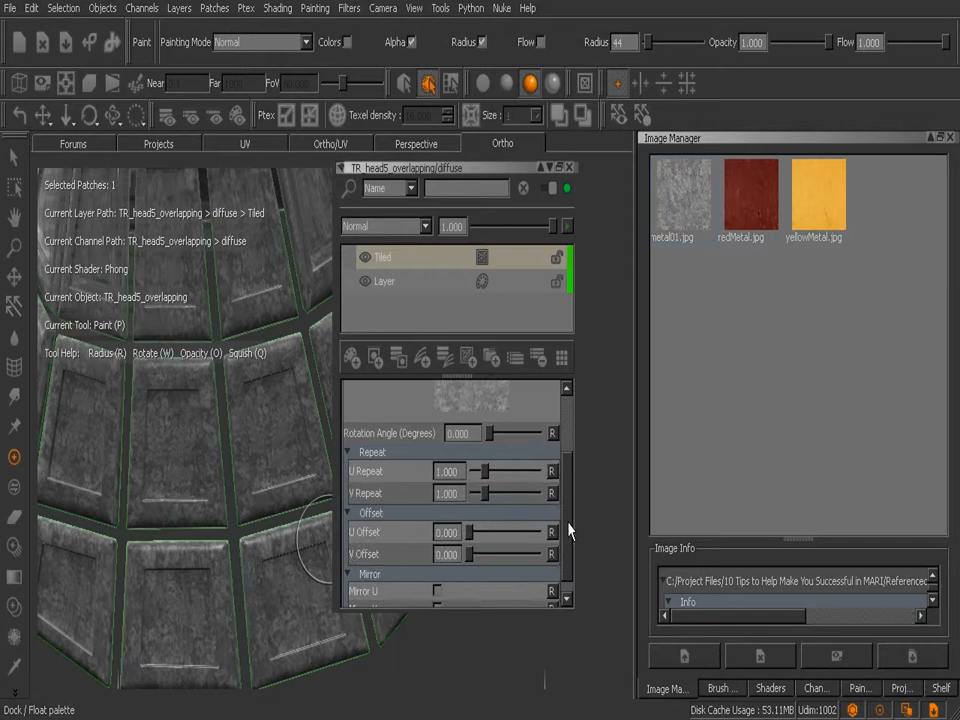 File Edit Selection Objects Channels Layers Patches Ptex Shading Painting Filters Camera View Tools Python Nuke Help
Paint Painting Mode Normal Colors Alpha Radius Flow Radius 44 Opacity 1.000 Flow 1.000
Near 0.1 Far 1000 FoV
Ptex Texel density: Size: 1
Forums Projects UV Ortho/UV Perspective Ortho
Image Manager
TR_head5_overlapping/diffuse
Name
Normal 1.000
Tiled
Layer
Selected Patches: 1
Current Layer Path: TR_head5_overlapping > diffuse > Tiled
Current Channel Path: TR_head5_overlapping > diffuse
Current Shader: Phong
Current Object: TR_head5_overlapping
Current Tool: Paint (P)
Tool Help: Radius (R) Rotate (W) Opacity (O) Squish (Q)
metal01.jpg redMetal.jpg yellowMetal.jpg
Rotation Angle (Degrees) 0.000 R
Repeat
U Repeat 1.000 R
V Repeat 1.000 R
Offset
U Offset 0.000 R
V Offset 0.000 R
Mirror
Mirror U R
Image Info
C:/Project Files/10 Tips to Help Make You Successful in MARI/Referenced
Info
Image Ma... Brush ... Shaders Chan... Pain... Proj... Shelf
Dock / Float palette
Disk Cache Usage : 53.11MB Udim:1002